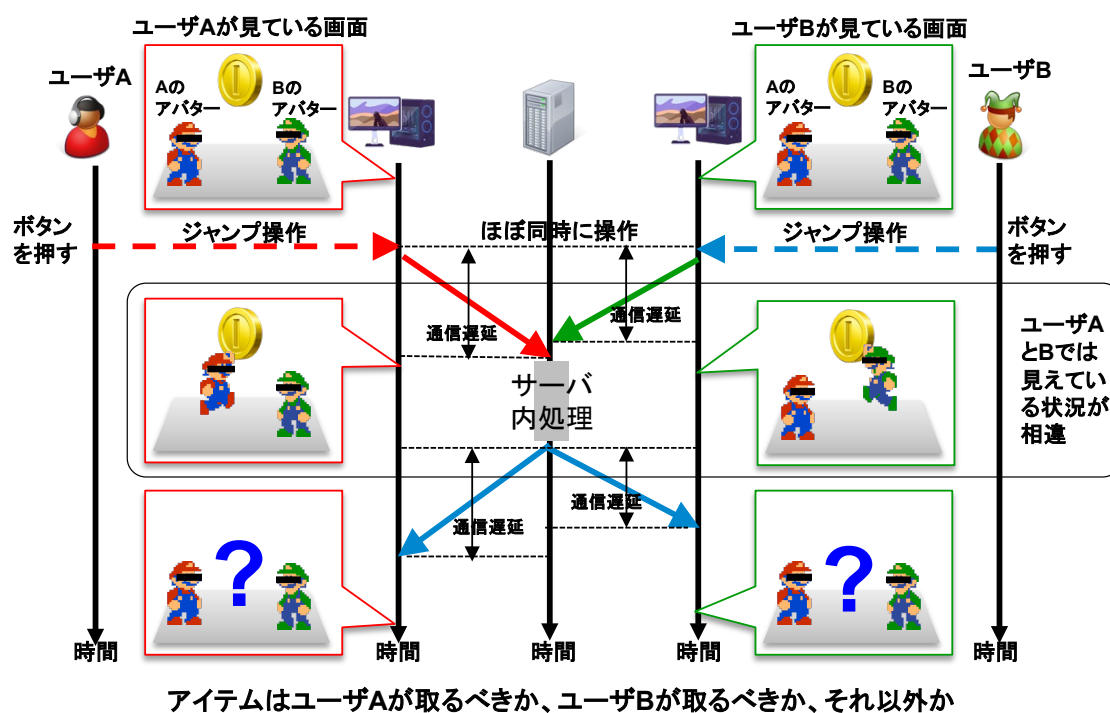 ユーザAが見ている画面
ユーザBが見ている画面
ユーザA
ユーザB
Aの
アバター
Bの
アバター
Aの
アバター
Bの
アバター
ボタン
を押す
ジャンプ操作
ほぼ同時に操作
ジャンプ操作
ボタン
を押す
通信遅延
通信遅延
ユーザA
とBでは
見えてい
る状況が
相違
サーバ
内処理
通信遅延
通信遅延
?
?
時間
時間
時間
時間
時間
アイテムはユーザAが取るべきか、ユーザBが取るべきか、それ以外か